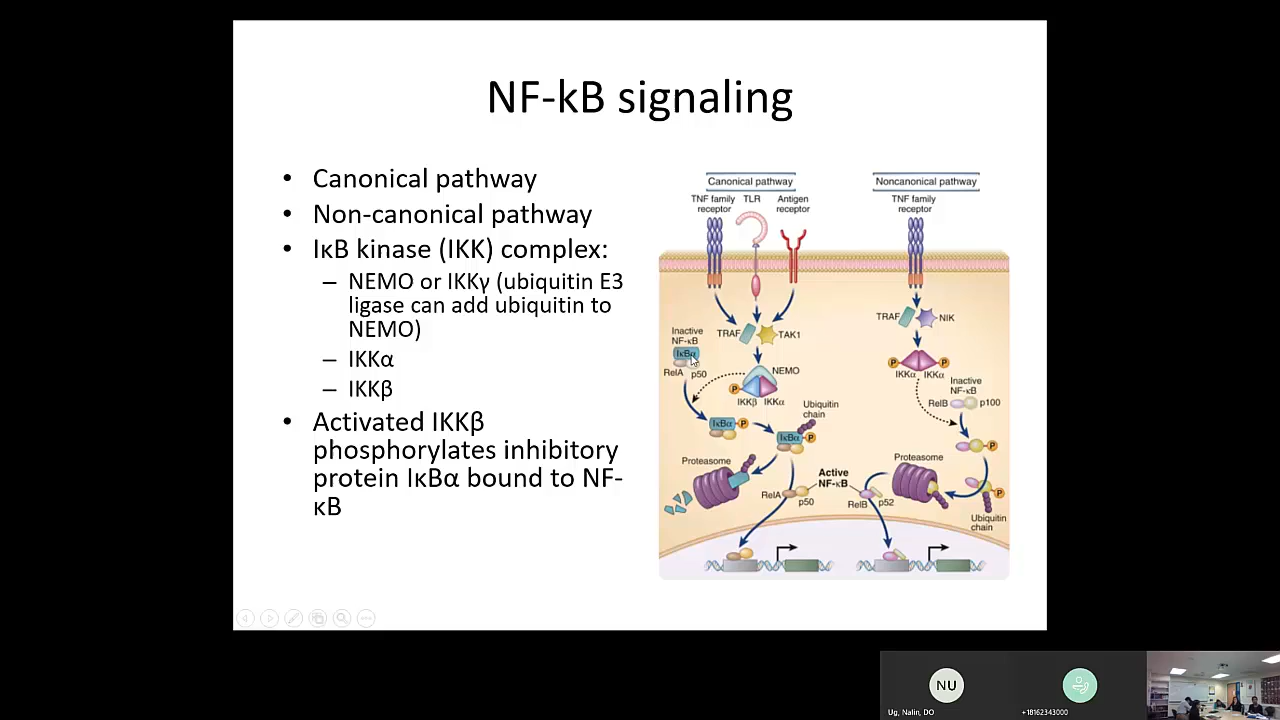 NF-kB signaling
• Canonical pathway
• Non-canonical pathway
• IκB kinase (IKK) complex:
– NEMO or IKKγ (ubiquitin E3
ligase can add ubiquitin to
NEMO)
– IKKα
– IKKβ
• Activated IKKβ
phosphorylates inhibitory
protein IκBα bound to NF-
κB
Canonical pathway
TNF family
receptor
TLR
Antigen
receptor
TRAF
TAK1
Inactive
NF-κB
IκBα
RelA
p50
NEMO
P
IKKβ IKKα
IκBα
P
Ubiquitin
chain
IκBα
P
Proteasome
RelA
p50
Active
NF-κB
Noncanonical pathway
TNF family
receptor
TRAF
NIK
P
P
IKKα IKKα
Inactive
NF-κB
RelB
p100
P
Proteasome
P
Ubiquitin
chain
RelB
p52
NU
Ug, Nalin, DO
+18162343000